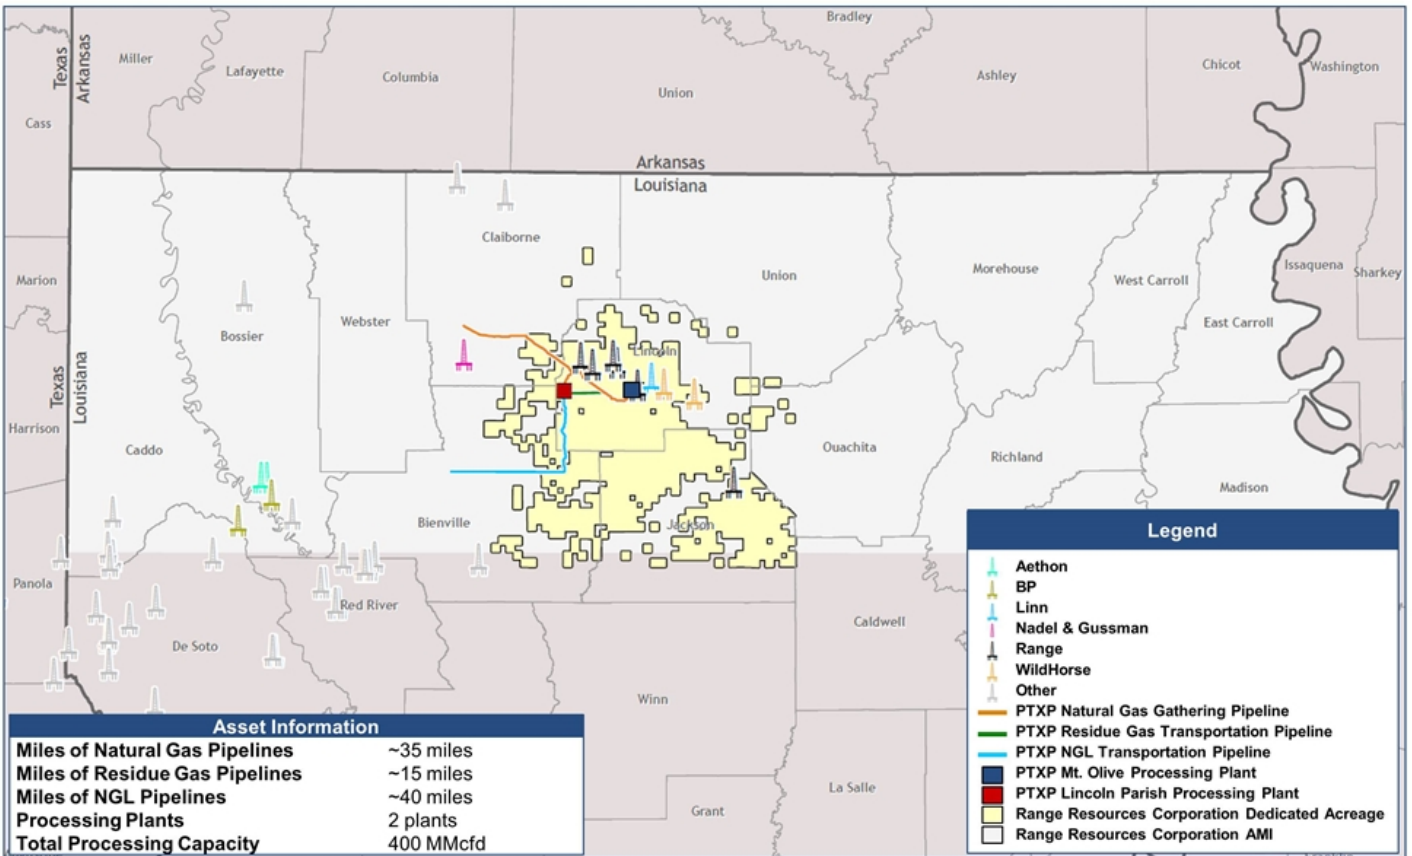 Bradley
Texas
Arkansas
Miller
Lafayette
Columbia
Union
Ashley
Chicot
Washington
Cass
Arkansas
Louisiana
Claiborne
Union
Morehouse
West Carroll
Issaquena
Sharkey
Marion
Bossier
Webster
East Carroll
Lincoln
Texas
Louisiana
Harrison
Caddo
Ouachita
Richland
Madison
Bienville
Jackson
Panola
Red River
De Soto
Caldwell
Winn
La Salle
Grant
Legend
Aethon
BP
Linn
Nadel & Gussman
Range
WildHorse
Other
PTXP Natural Gas Gathering Pipeline
PTXP Residue Gas Transportation Pipeline
PTXP NGL Transportation Pipeline
PTXP Mt. Olive Processing Plant
PTXP Lincoln Parish Processing Plant
Range Resources Corporation Dedicated Acreage
Range Resources Corporation AMI
Asset Information
Miles of Natural Gas Pipelines ~35 miles
Miles of Residue Gas Pipelines ~15 miles
Miles of NGL Pipelines ~40 miles
Processing Plants 2 plants
Total Processing Capacity 400 MMcfd